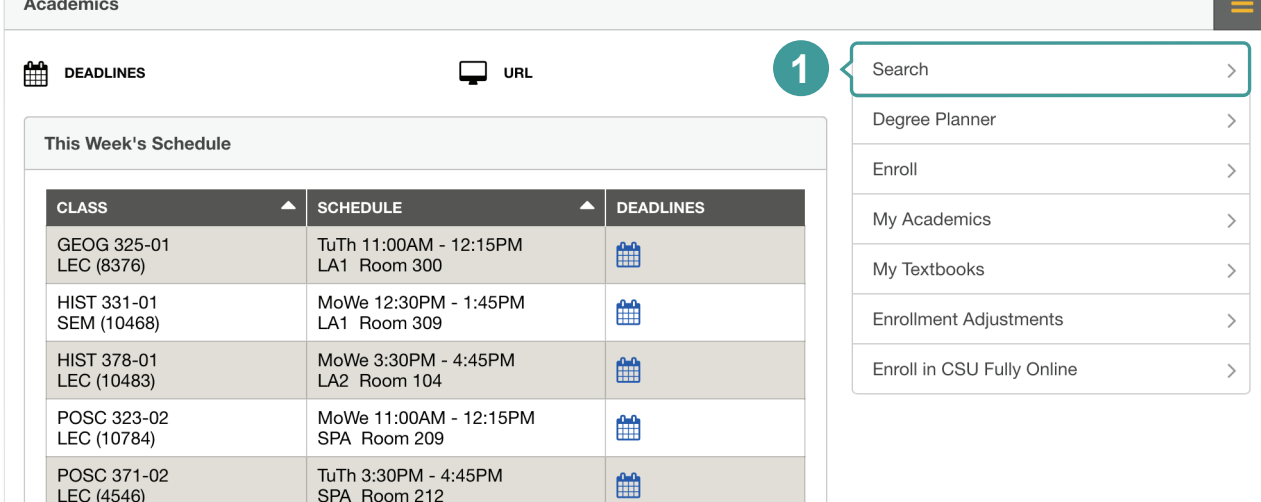 Academics
DEADLINES
URL
This Week's Schedule
CLASS SCHEDULE DEADLINES
GEOG 325-01 TuTh 11:00AM - 12:15PM
LEC (8376) LA1 Room 300
HIST 331-01 MoWe 12:30PM - 1:45PM
SEM (10468) LA1 Room 309
HIST 378-01 MoWe 3:30PM - 4:45PM
LEC (10483) LA2 Room 104
POSC 323-02 MoWe 11:00AM - 12:15PM
LEC (10784) SPA Room 209
POSC 371-02 TuTh 3:30PM - 4:45PM
LEC (4546) SPA Room 212
1
Search
Degree Planner
Enroll
My Academics
My Textbooks
Enrollment Adjustments
Enroll in CSU Fully Online